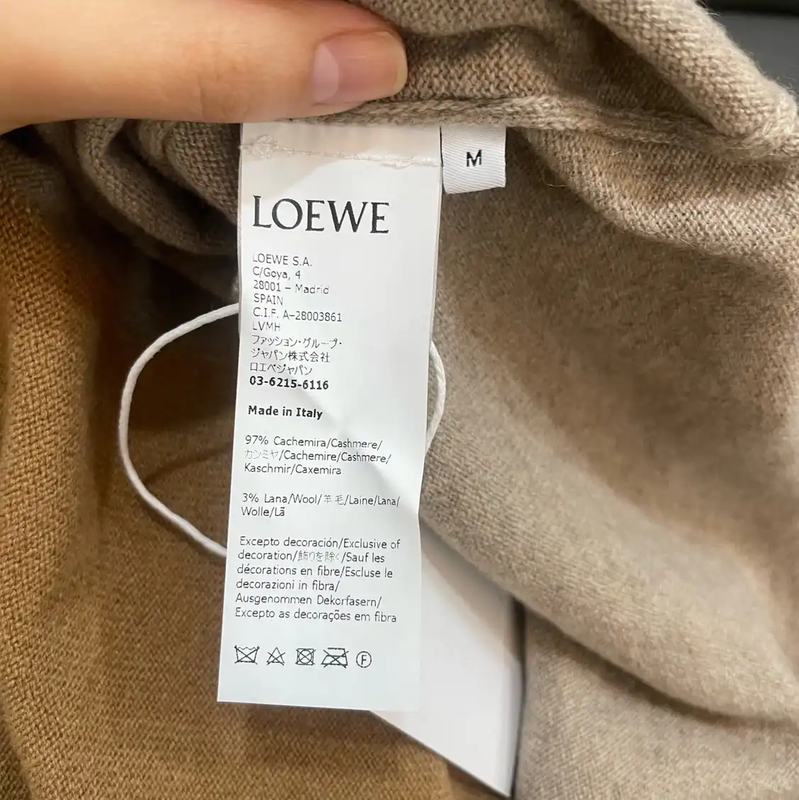 M
LOEWE
LOEWE S.A.
C/Goya, 4
28001 – Madrid
SPAIN
C.I.F. A-28003861
LVMH
ファッション・グループ・
ジャパン株式会社
ロエベジャパン
03-6215-6116
Made in Italy
97% Cachemira/Cashmere/
カシミヤ/Cachemire/Cashmere/
Kaschmir/Caxemira
3% Lana/Wool/羊毛/Laine/Lana/
Wolle/Lã
Excepto decoración/Exclusive of
decoration/飾りを除く/Sauf les
décorations en fibre/Escluse le
decorazioni in fibra/
Ausgenommen Dekorfasern/
Excepto as decorações em fibra
F